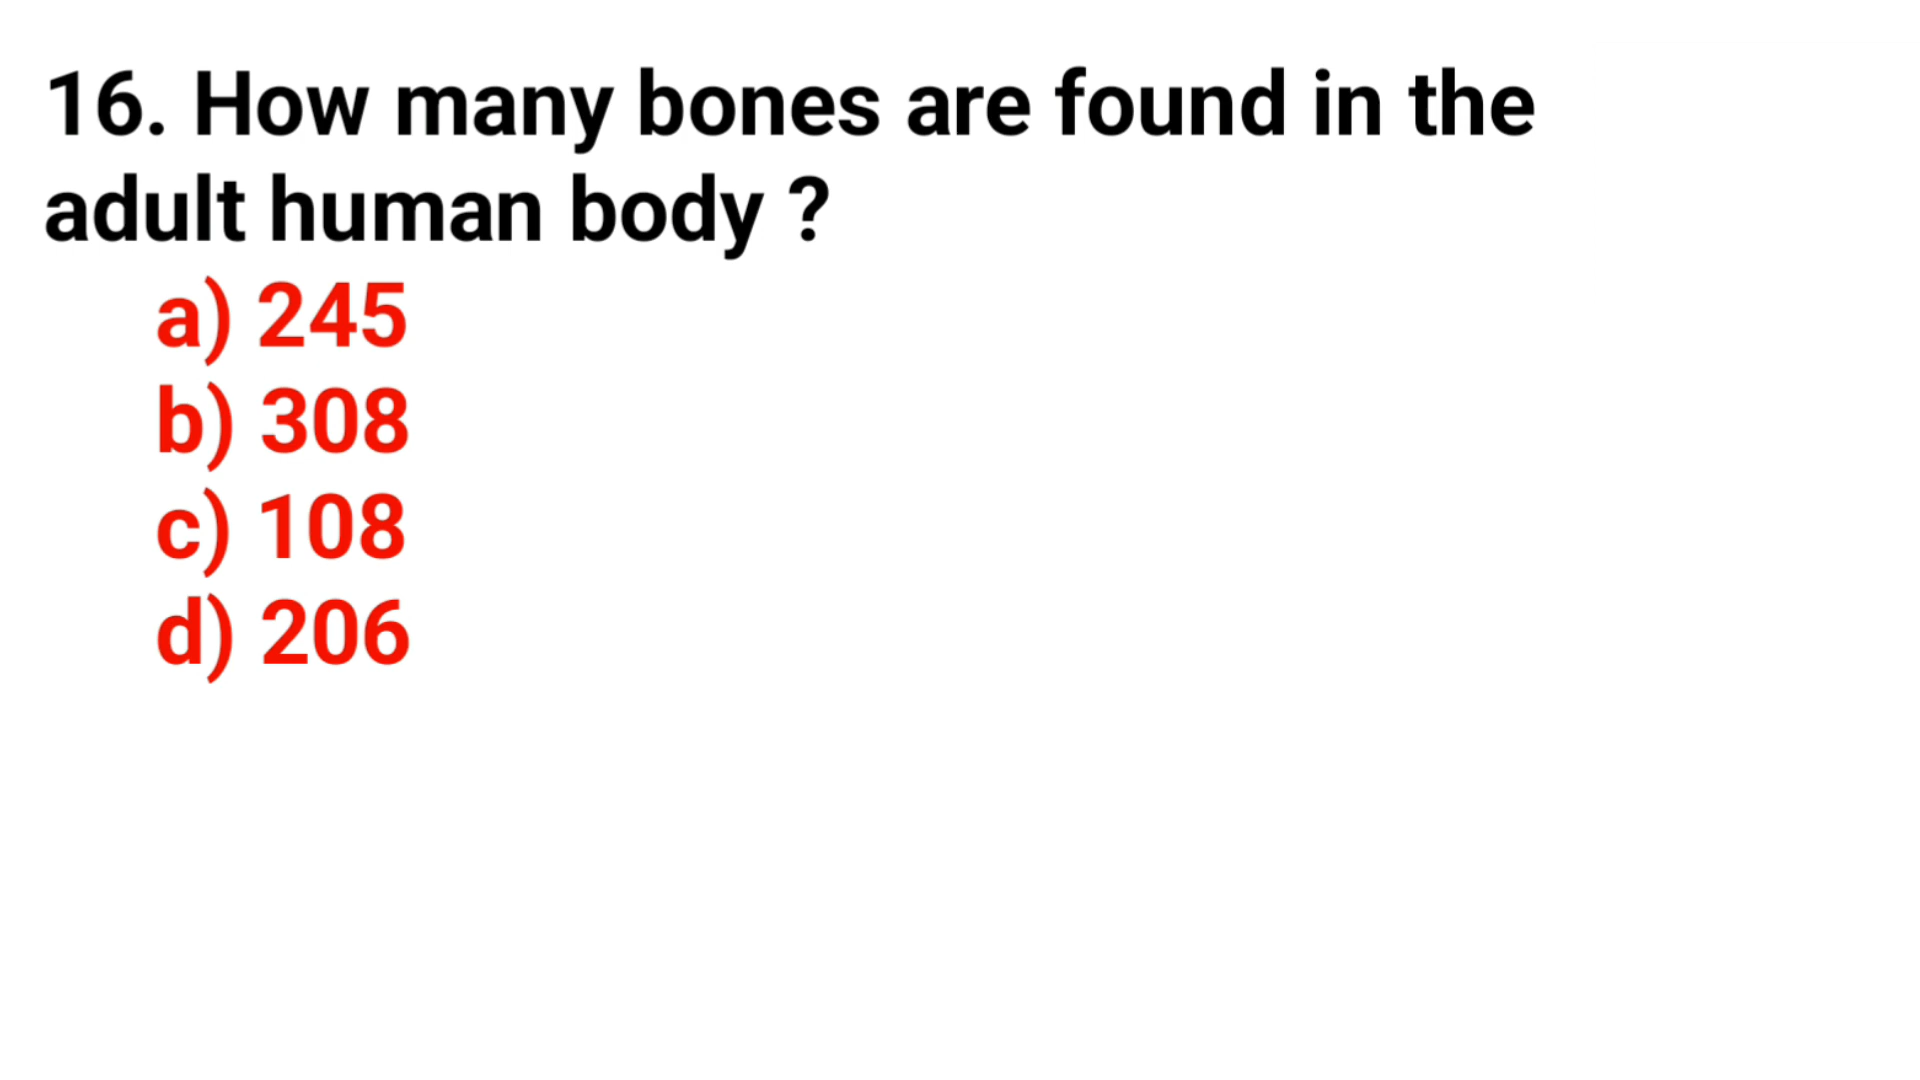 16. How many bones are found in the
adult human body ?
a) 245
b) 308
c) 108
d) 206